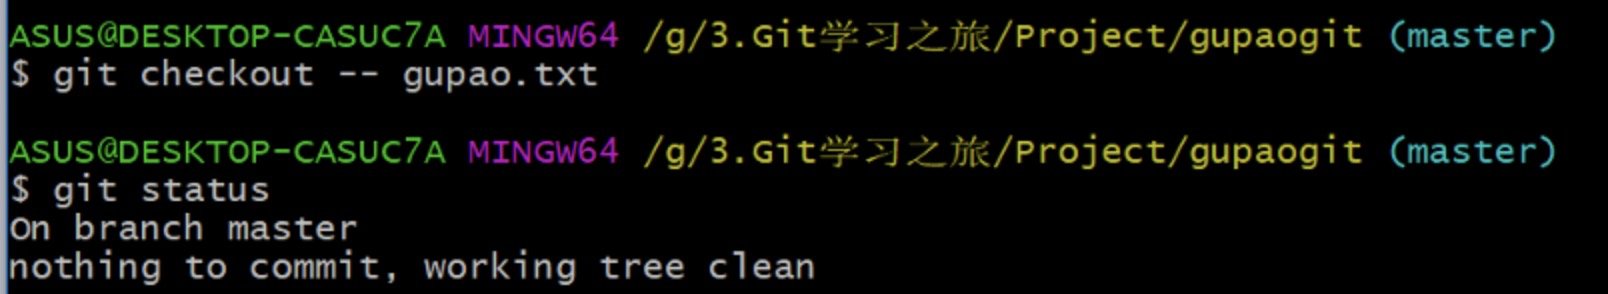 ASUS@DESKTOP-CASUC7A MINGW64 /g/3.Git学习之旅/Project/gupaogit (master)
$ git checkout -- gupao.txt
ASUS@DESKTOP-CASUC7A MINGW64 /g/3.Git学习之旅/Project/gupaogit (master)
$ git status
On branch master
nothing to commit, working tree clean